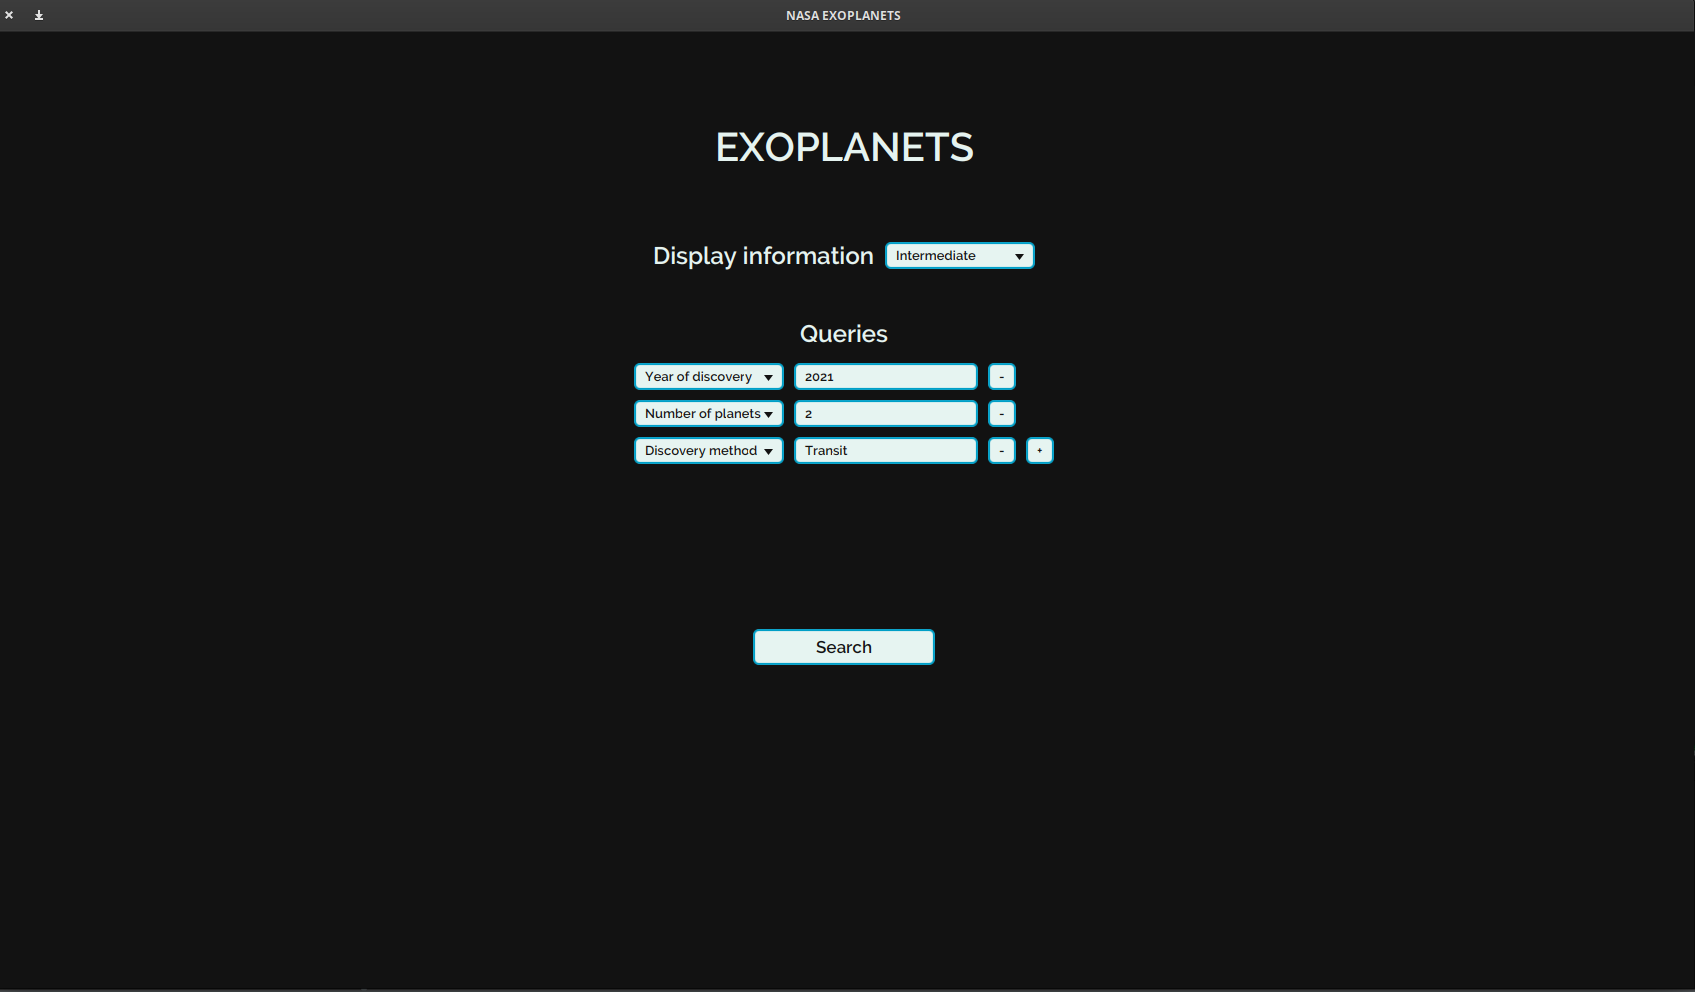 NASA EXOPLANETS
EXOPLANETS
Display information Intermediate
Queries
Year of discovery 2021 -
Number of planets 2 -
Discovery method Transit - +
Search